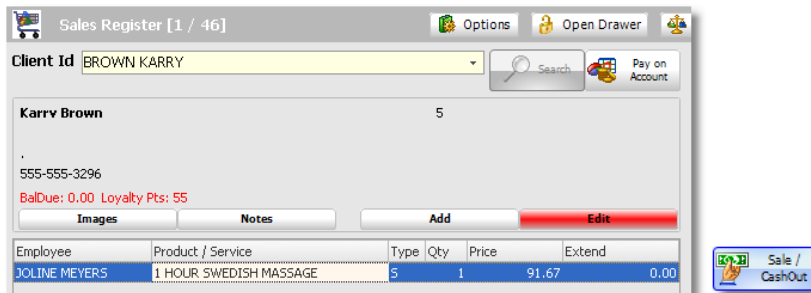 Sales Register [1 / 46] Options Open Drawer
Client Id BROWN KARRY Search Pay on Account
Karry Brown 5
.
555-555-3296
BalDue: 0.00 Loyalty Pts: 55
Images Notes Add Edit
Employee Product / Service Type Qty Price Extend
JOLINE MEYERS 1 HOUR SWEDISH MASSAGE S 1 91.67 0.00
Sale /
CashOut